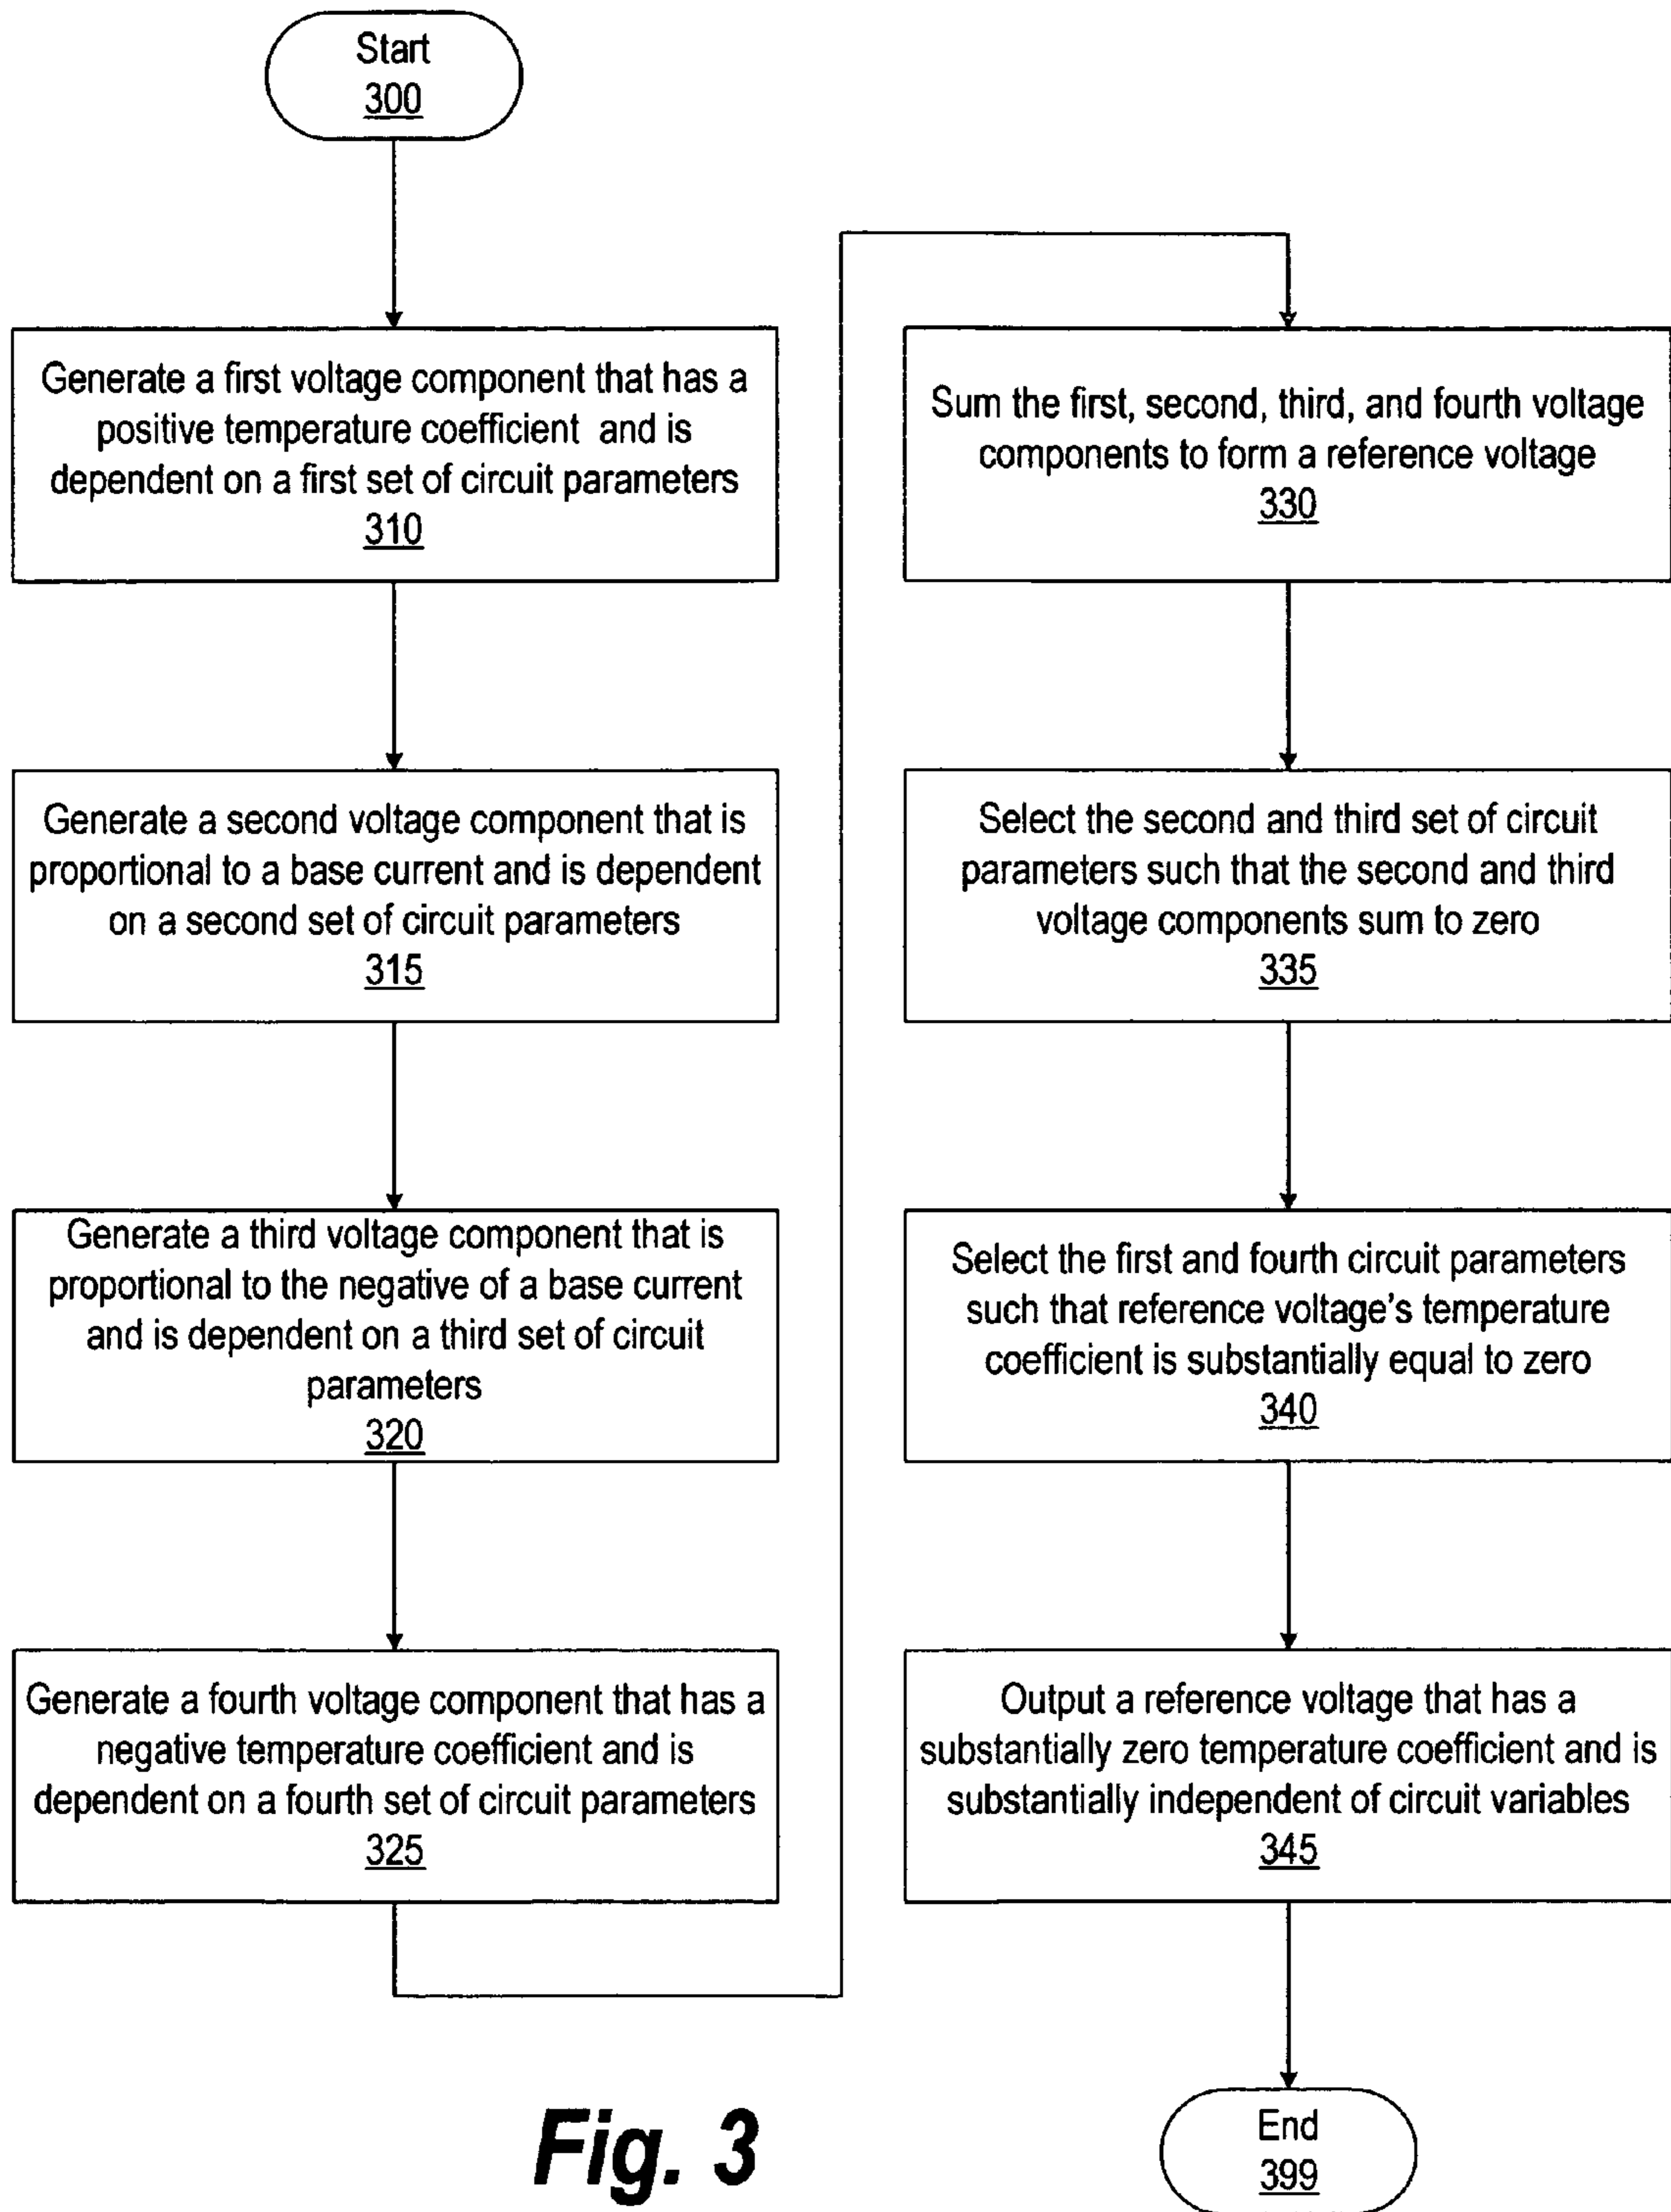 Start
300
Generate a first voltage component that has a
positive temperature coefficient and is
dependent on a first set of circuit parameters
310
Generate a second voltage component that is
proportional to a base current and is dependent
on a second set of circuit parameters
315
Generate a third voltage component that is
proportional to the negative of a base current
and is dependent on a third set of circuit
parameters
320
Generate a fourth voltage component that has a
negative temperature coefficient and is
dependent on a fourth set of circuit parameters
325
Sum the first, second, third, and fourth voltage
components to form a reference voltage
330
Select the second and third set of circuit
parameters such that the second and third
voltage components sum to zero
335
Select the first and fourth circuit parameters
such that reference voltage's temperature
coefficient is substantially equal to zero
340
Output a reference voltage that has a
substantially zero temperature coefficient and is
substantially independent of circuit variables
345
End
399
Fig. 3